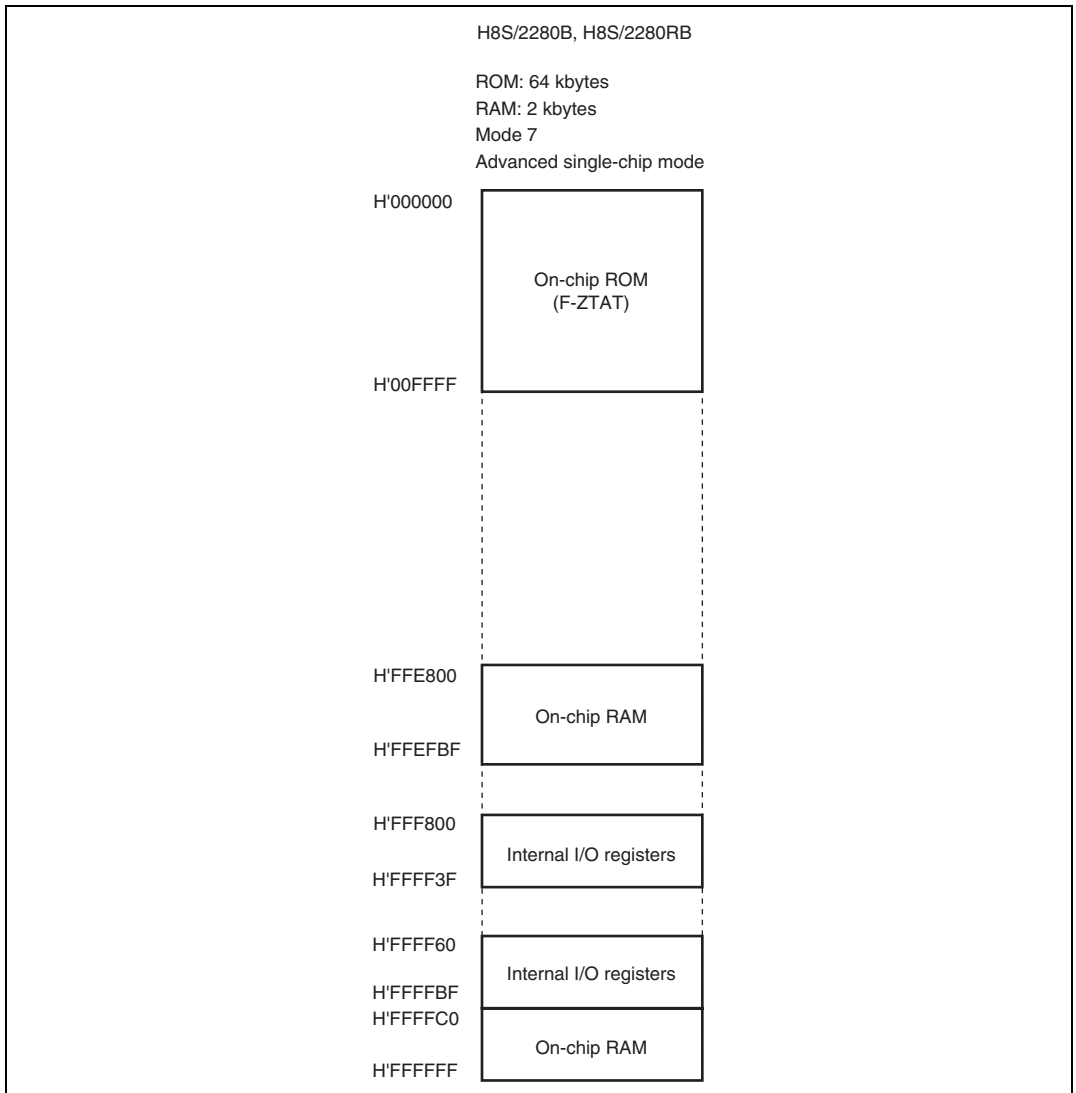 H8S/2280B, H8S/2280RB
ROM: 64 kbytes
RAM: 2 kbytes
Mode 7
Advanced single-chip mode
H'000000
On-chip ROM
(F-ZTAT)
H'00FFFF
H'FFE800
On-chip RAM
H'FFEFBF
H'FFF800
Internal I/O registers
H'FFFF3F
H'FFFF60
Internal I/O registers
H'FFFFBF
H'FFFFC0
On-chip RAM
H'FFFFFF